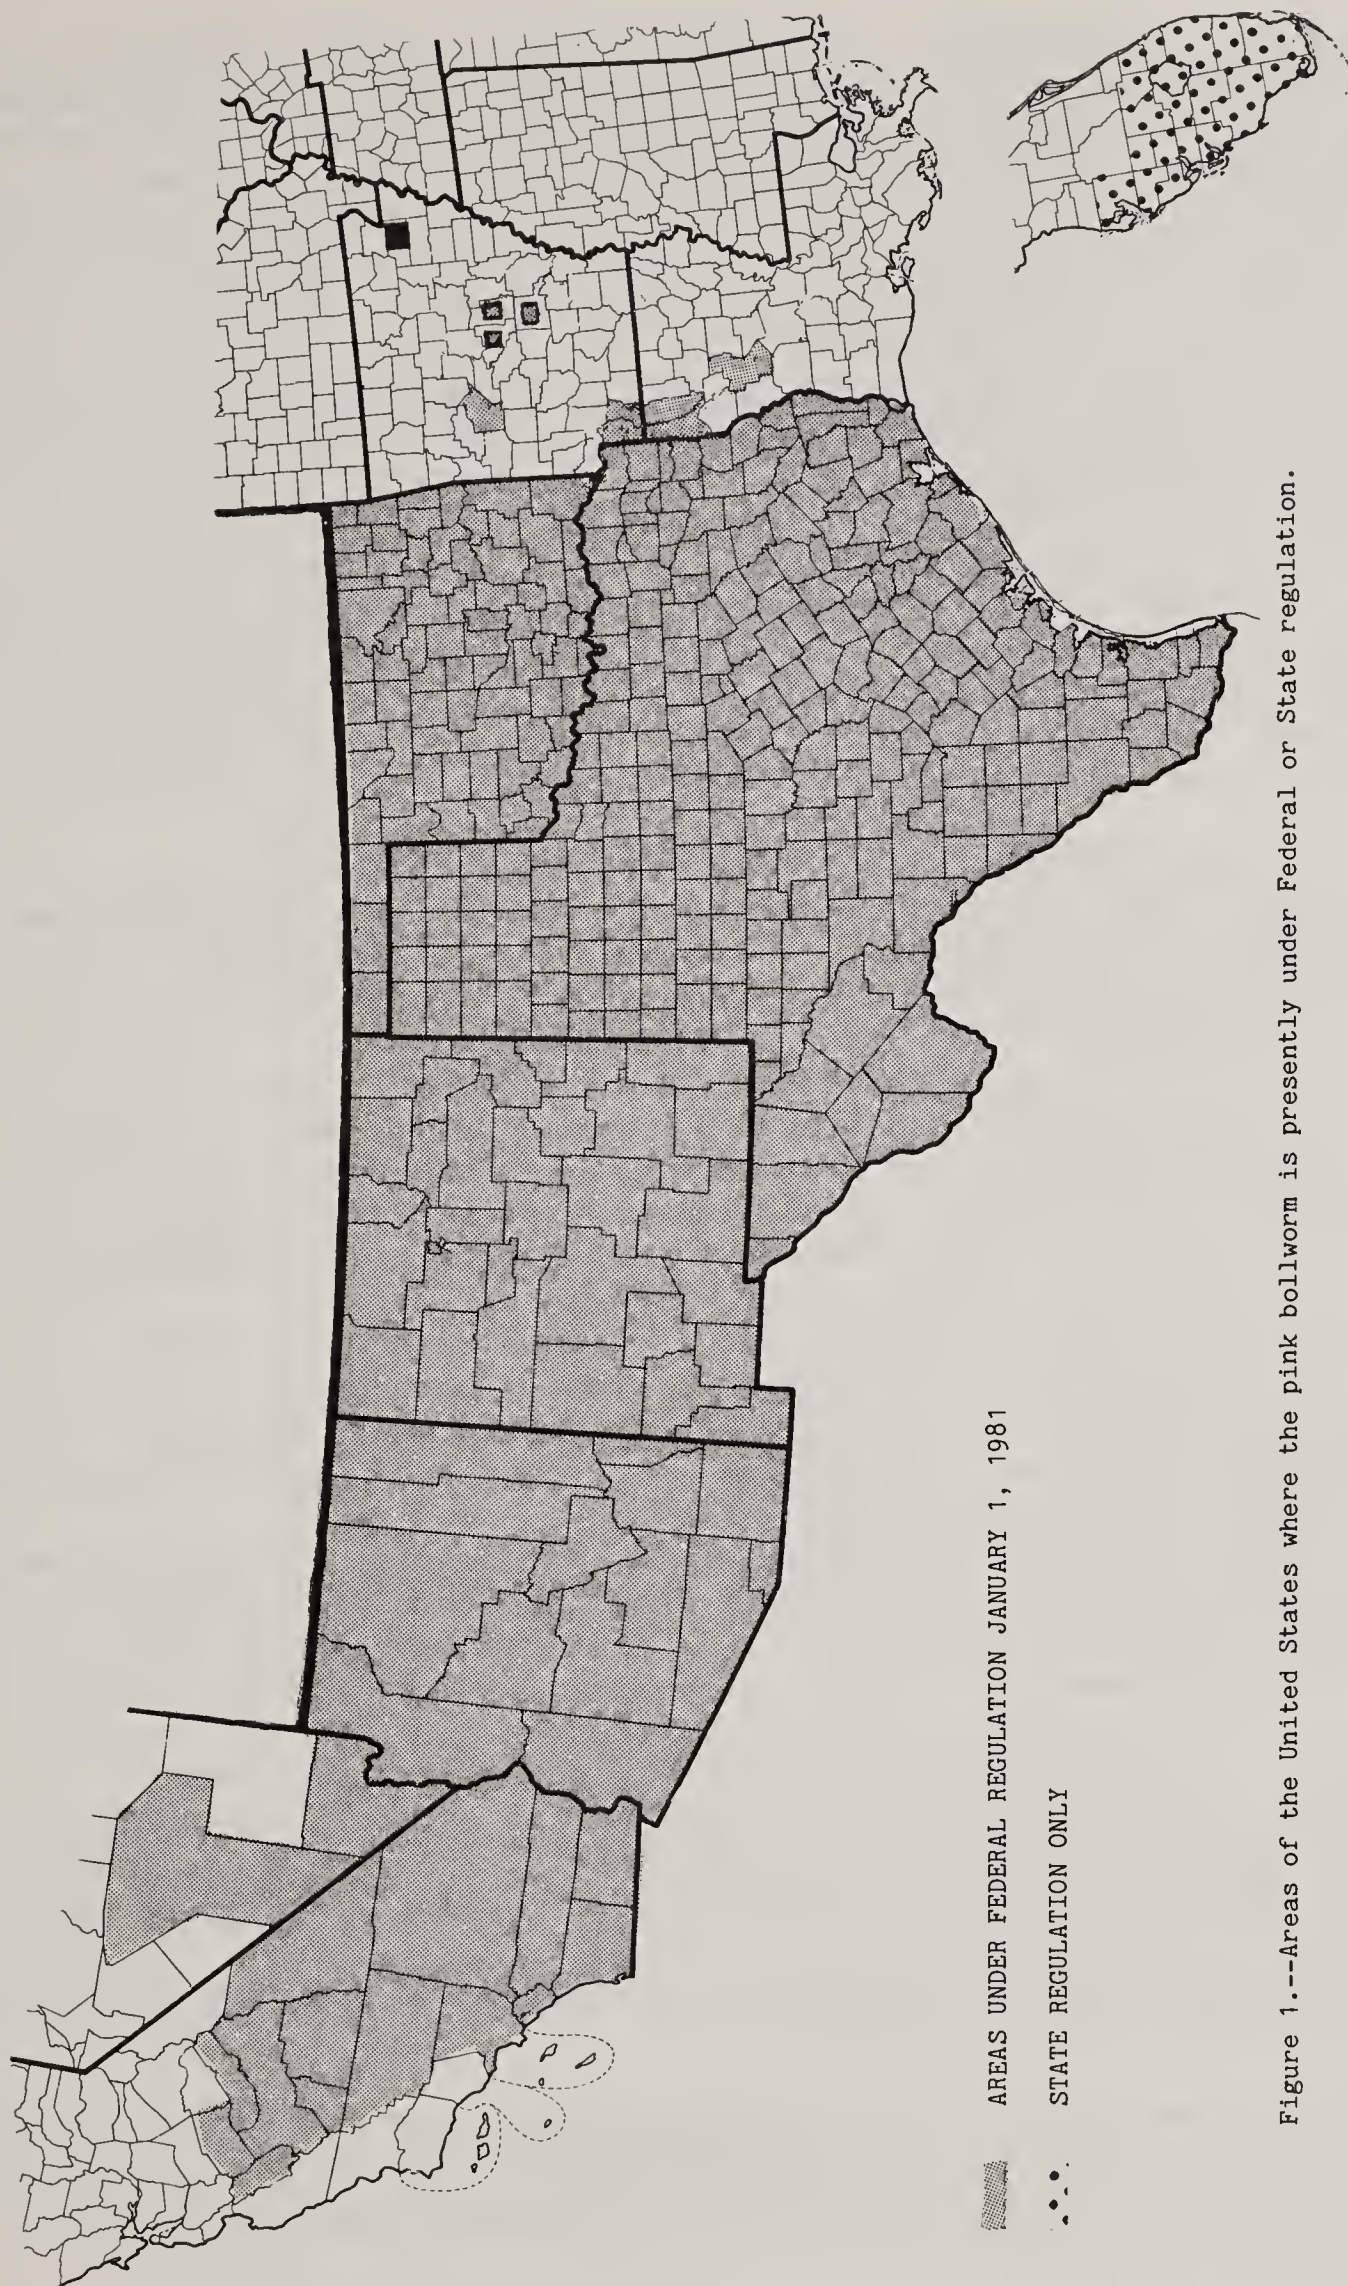 AREAS UNDER FEDERAL REGULATION JANUARY 1, 1981
STATE REGULATION ONLY
Figure 1.--Areas of the United States where the pink bollworm is presently under Federal or State regulation.